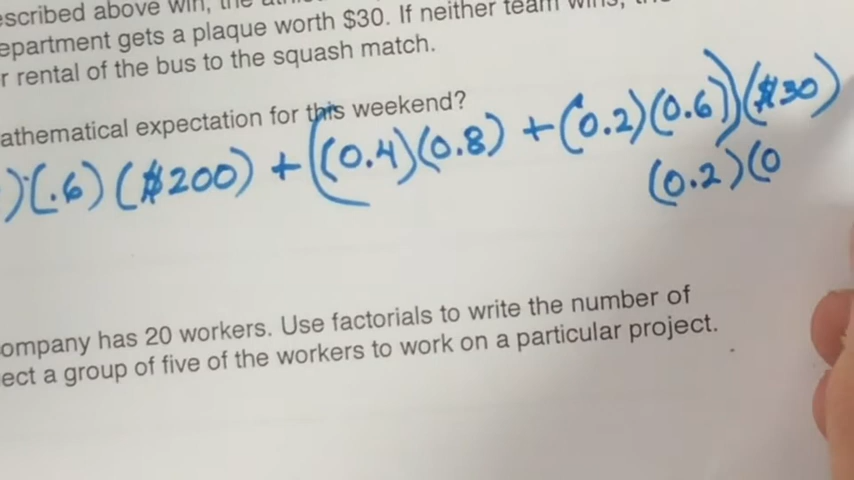 escribed above win, the
epartment gets a plaque worth $30. If neither team wins, the
r rental of the bus to the squash match.
athematical expectation for this weekend?
)(.6)($200) + ((0.4)(0.8) + (0.2)(0.6))($30)
(0.2)(0
ompany has 20 workers. Use factorials to write the number of
ect a group of five of the workers to work on a particular project.